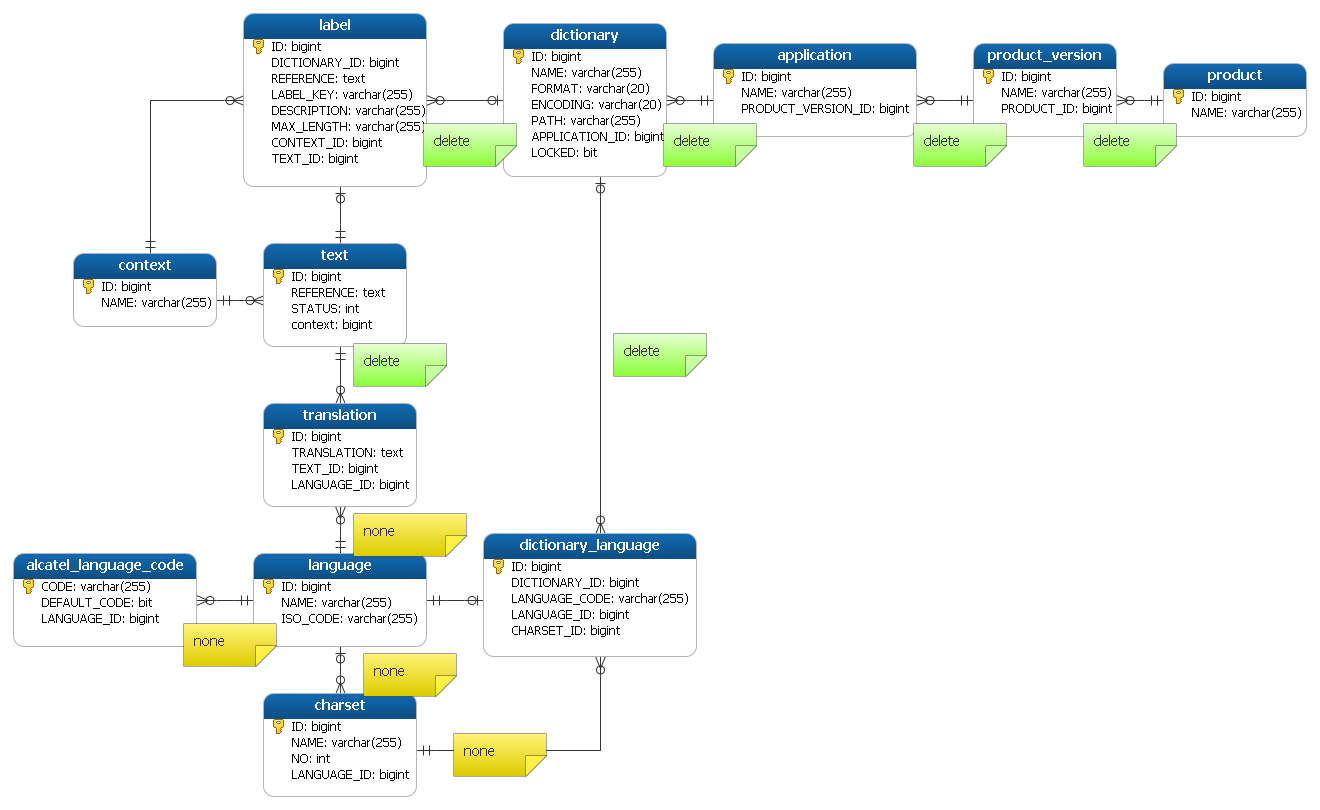 label
ID: bigint
DICTIONARY_ID: bigint
REFERENCE: text
LABEL_KEY: varchar(255)
DESCRIPTION: varchar(255)
MAX_LENGTH: varchar(255)
CONTEXT_ID: bigint
TEXT_ID: bigint
delete
dictionary
ID: bigint
NAME: varchar(255)
FORMAT: varchar(20)
ENCODING: varchar(20)
PATH: varchar(255)
APPLICATION_ID: bigint
LOCKED: bit
delete
application
ID: bigint
NAME: varchar(255)
PRODUCT_VERSION_ID: bigint
delete
product_version
ID: bigint
NAME: varchar(255)
PRODUCT_ID: bigint
delete
product
ID: bigint
NAME: varchar(255)
context
ID: bigint
NAME: varchar(255)
text
ID: bigint
REFERENCE: text
STATUS: int
context: bigint
delete
delete
translation
ID: bigint
TRANSLATION: text
TEXT_ID: bigint
LANGUAGE_ID: bigint
none
alcatel_language_code
CODE: varchar(255)
DEFAULT_CODE: bit
LANGUAGE_ID: bigint
none
language
ID: bigint
NAME: varchar(255)
ISO_CODE: varchar(255)
none
dictionary_language
ID: bigint
DICTIONARY_ID: bigint
LANGUAGE_CODE: varchar(255)
LANGUAGE_ID: bigint
CHARSET_ID: bigint
charset
ID: bigint
NAME: varchar(255)
NO: int
LANGUAGE_ID: bigint
none